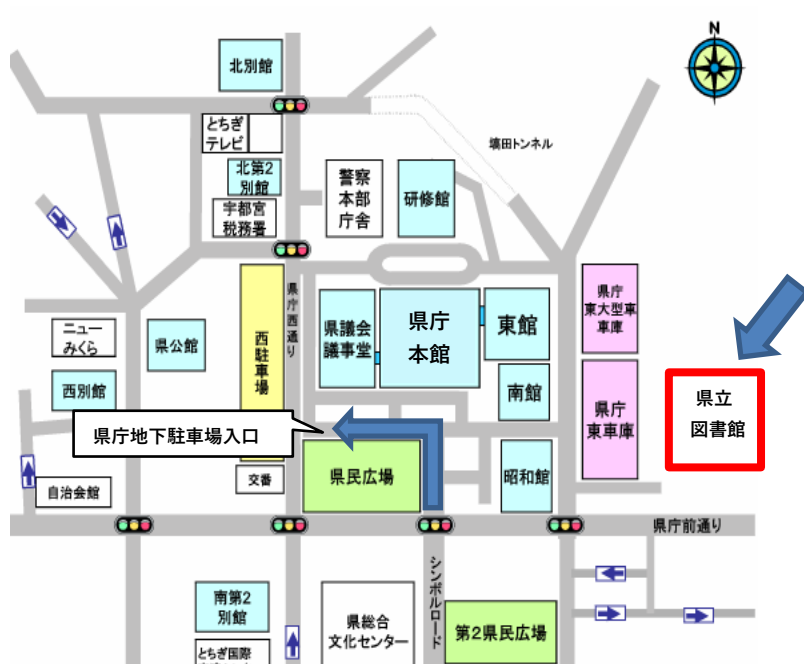 N
北別館
とちぎ
テレビ
塙田トンネル
北第2
別館
警察
本部
庁舎
研修館
宇都宮
税務署
県庁西通り
県庁
東大型車
車庫
ニュー
みくら
県公館
西駐車場
県議会
議事堂
県庁
本館
東館
西別館
南館
県立
図書館
県庁
東車庫
県庁地下駐車場入口
交番
県民広場
昭和館
自治会館
県庁前通り
シンボルロード
南第2
別館
県総合
文化センター
第2県民広場
とちぎ国際